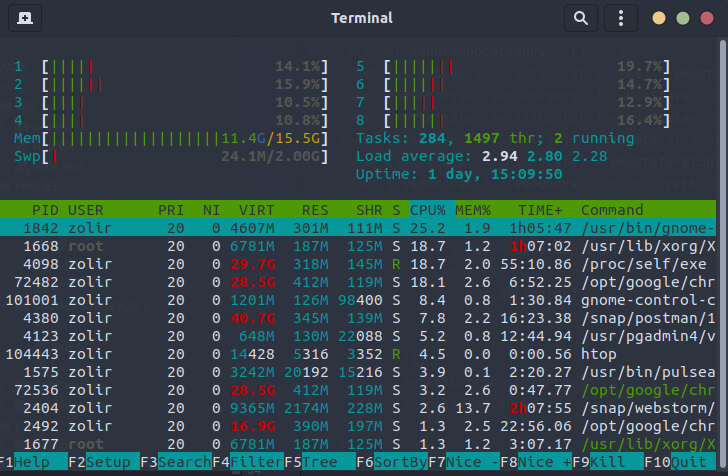 Terminal
1 [|||||| 14.1%] 5 [|||||||| 19.7%]
2 [||||||| 15.9%] 6 [||||||| 14.7%]
3 [||||| 10.5%] 7 [|||||| 12.9%]
4 [||||| 10.8%] 8 [||||||| 16.4%]
Mem[||||||||||||||||||||11.4G/15.5G] Tasks: 284, 1497 thr; 2 running
Swp[| 24.1M/2.00G] Load average: 2.94 2.80 2.28
Uptime: 1 day, 15:09:50
PID USER PRI NI VIRT RES SHR S CPU% MEM% TIME+ Command
1842 zolir 20 0 4607M 301M 111M S 25.2 1.9 1h05:47 /usr/bin/gnome-
1668 root 20 0 6781M 187M 125M S 18.7 1.2 1h07:02 /usr/lib/xorg/X
4098 zolir 20 0 29.7G 318M 145M R 18.7 2.0 55:10.86 /proc/self/exe
72482 zolir 20 0 28.5G 412M 119M S 18.1 2.6 6:52.25 /opt/google/chr
101001 zolir 20 0 1201M 126M 98400 S 8.4 0.8 1:30.84 gnome-control-c
4380 zolir 20 0 40.7G 345M 139M S 7.8 2.2 16:23.38 /snap/postman/1
4123 zolir 20 0 648M 130M 22088 S 5.2 0.8 12:44.94 /usr/pgadmin4/v
104443 zolir 20 0 14428 5316 3352 R 4.5 0.0 0:00.56 htop
1575 zolir 20 0 3242M 20192 15216 S 3.9 0.1 2:20.27 /usr/bin/pulsea
72536 zolir 20 0 28.5G 412M 119M S 3.2 2.6 0:47.77 /opt/google/chr
2404 zolir 20 0 9365M 2174M 228M S 2.6 13.7 2h07:55 /snap/webstorm/
2492 zolir 20 0 16.9G 390M 197M S 1.3 2.5 22:56.06 /opt/google/chr
1677 root 20 0 6781M 187M 125M S 1.3 1.2 3:07.17 /usr/lib/xorg/X
F1Help F2Setup F3SearchF4FilterF5Tree F6SortByF7Nice -F8Nice +F9Kill F10Quit